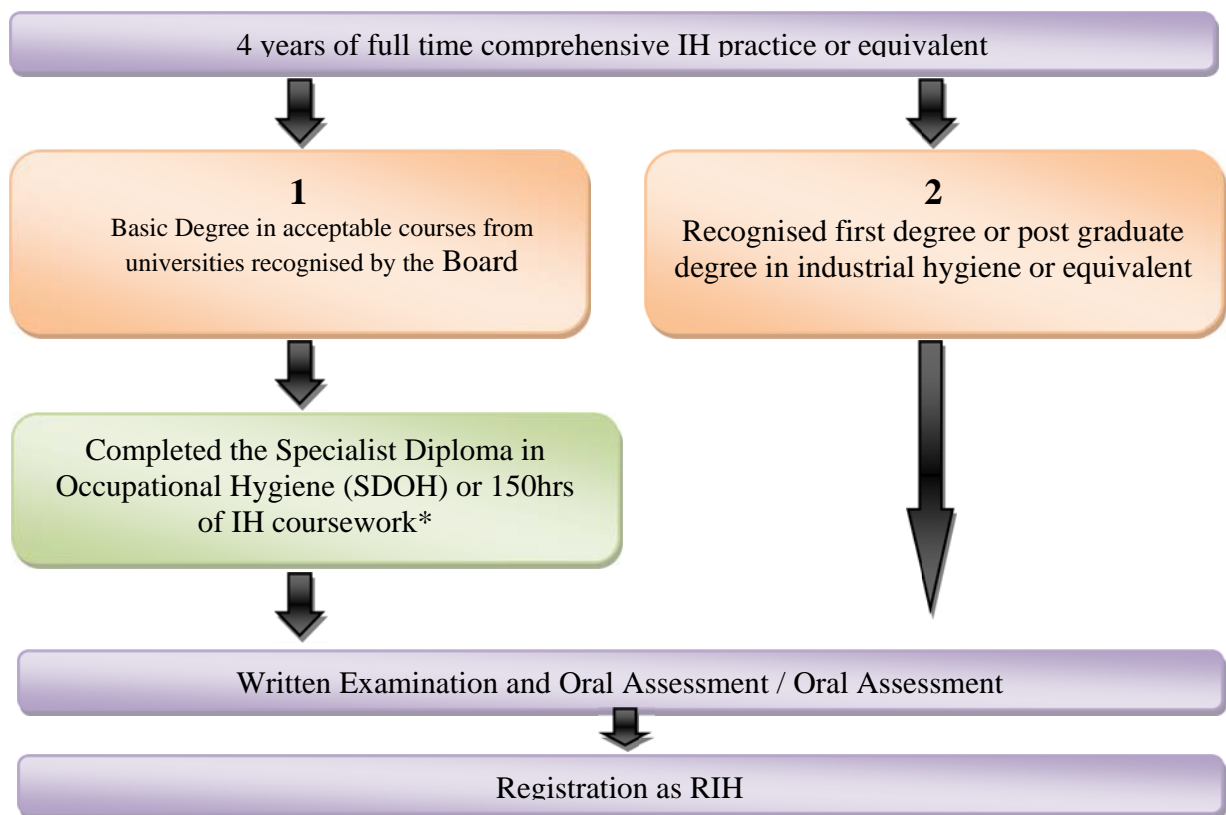 4 years of full time comprehensive IH practice or equivalent
1
Basic Degree in acceptable courses from
universities recognised by the Board
2
Recognised first degree or post graduate
degree in industrial hygiene or equivalent
Completed the Specialist Diploma in
Occupational Hygiene (SDOH) or 150hrs
of IH coursework*
Written Examination and Oral Assessment / Oral Assessment
Registration as RIH